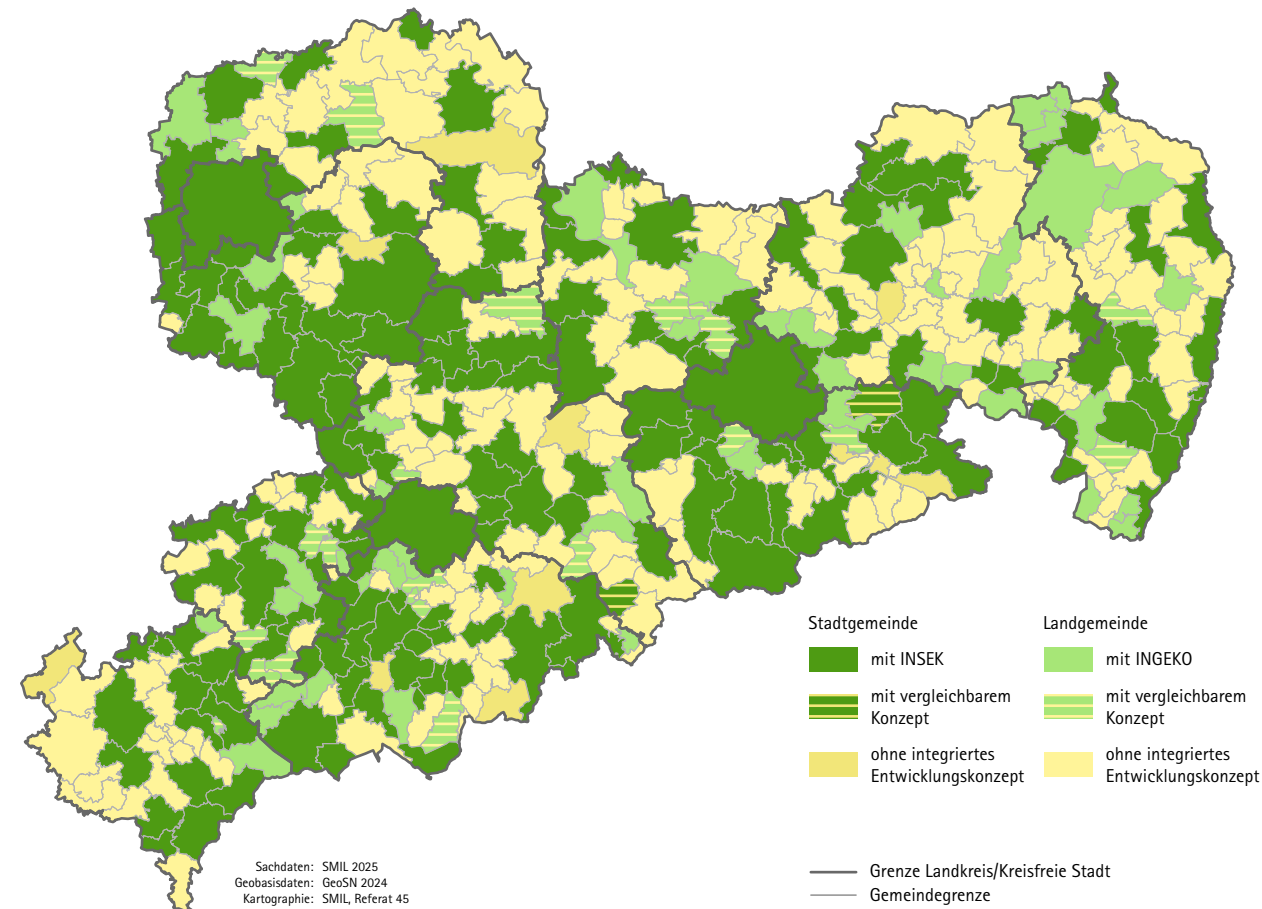 Stadtgemeinde
mit INSEK
mit vergleichbarem
Konzept
ohne integriertes
Entwicklungskonzept
Landgemeinde
mit INGEKO
mit vergleichbarem
Konzept
ohne integriertes
Entwicklungskonzept
Grenze Landkreis/Kreisfreie Stadt
Gemeindegrenze
Sachdaten: SMIL 2025
Geobasisdaten: GeoSN 2024
Kartographie: SMIL, Referat 45